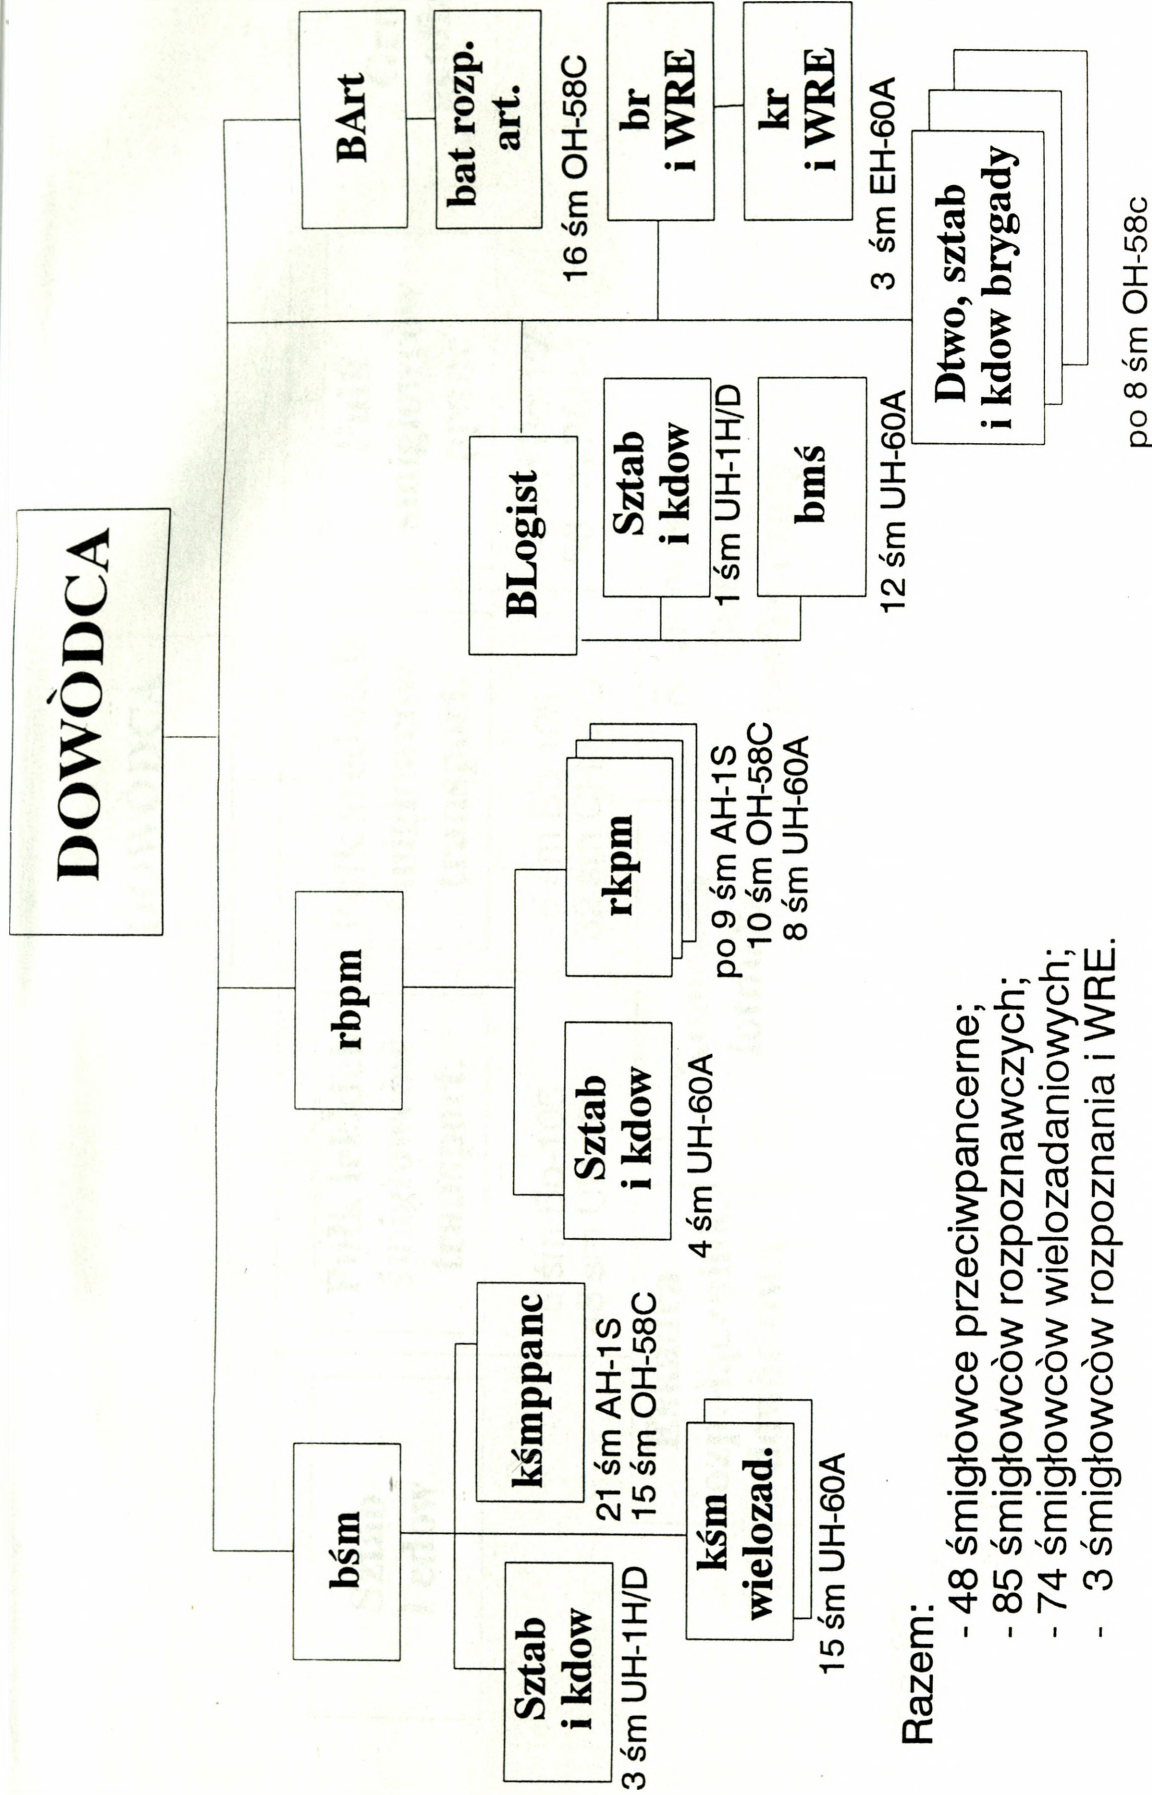 DOWÒDCA
bśm
Sztab
i kdow
3 śm UH-1H/D
kśmppanc
21 śm AH-1S
15 śm OH-58C
kśm
wielozad.
15 śm UH-60A
rbpm
Sztab
i kdow
4 śm UH-60A
rkpm
po 9 śm AH-1S
10 śm OH-58C
8 śm UH-60A
BLogist
Sztab
i kdow
1 śm UH-1H/D
bmś
12 śm UH-60A
BArt
bat rozp.
art.
16 śm OH-58C
br
i WRE
kr
i WRE
3 śm EH-60A
Dtwo, sztab
i kdow brygady
po 8 śm OH-58c
Razem:
- 48 śmigłowce przeciwpancerne;
- 85 śmigłowcòw rozpoznawczych;
- 74 śmigłowcòw wielozadaniowych;
- 3 śmigłowcòw rozpoznania i WRE.